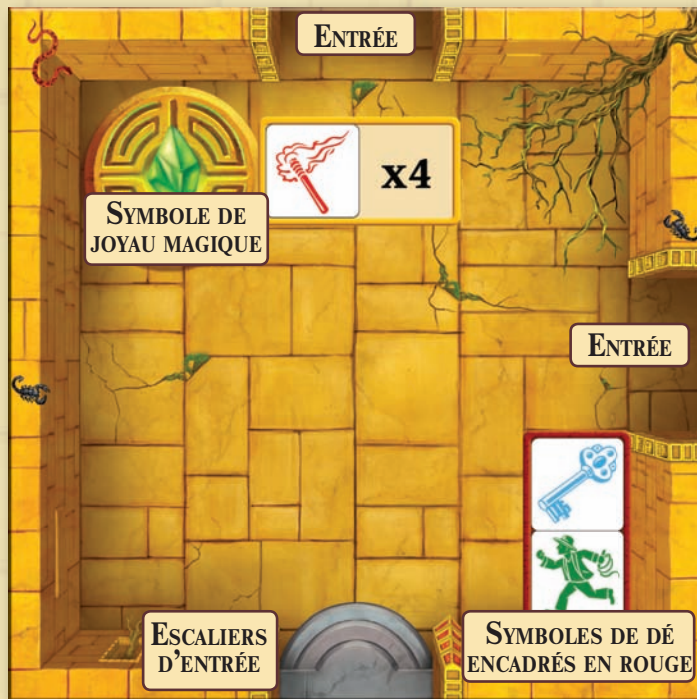 ENTRÉE
x4
SYMBOLE DE
JOYAU MAGIQUE
ENTRÉE
ESCALIERS
D'ENTRÉE
SYMBOLES DE DÉ
ENCADRÉS EN ROUGE